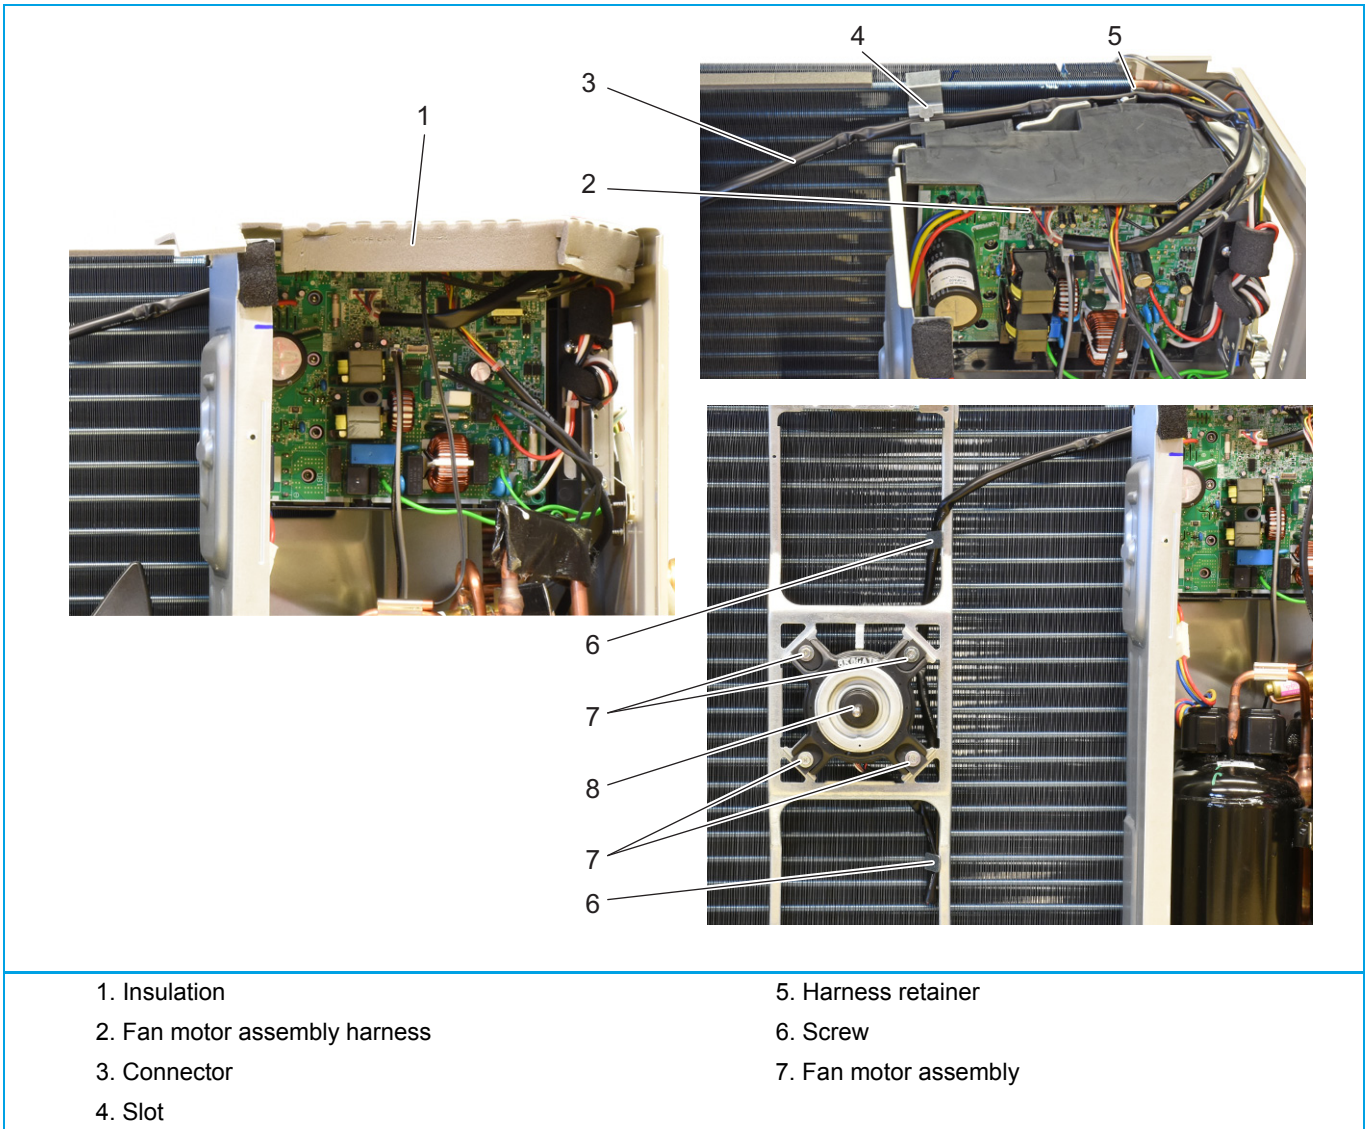 4
5
3
1
2
6
7
8
7
6
1. Insulation
2. Fan motor assembly harness
3. Connector
4. Slot
5. Harness retainer
6. Screw
7. Fan motor assembly